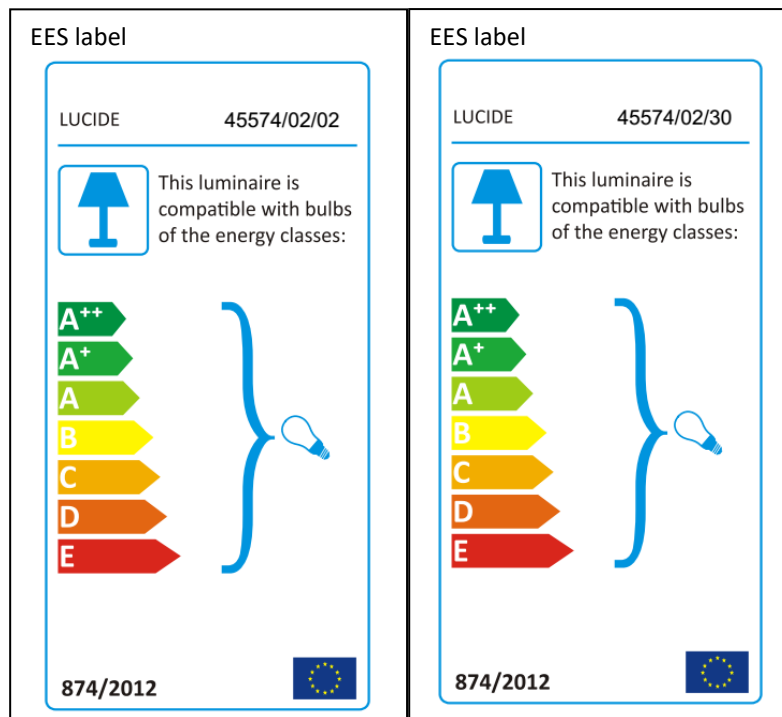 EES label
LUCIDE 45574/02/02
This luminaire is
compatible with bulbs
of the energy classes:
A++
A+
A
B
C
D
E
874/2012
EES label
LUCIDE 45574/02/30
This luminaire is
compatible with bulbs
of the energy classes:
A++
A+
A
B
C
D
E
874/2012